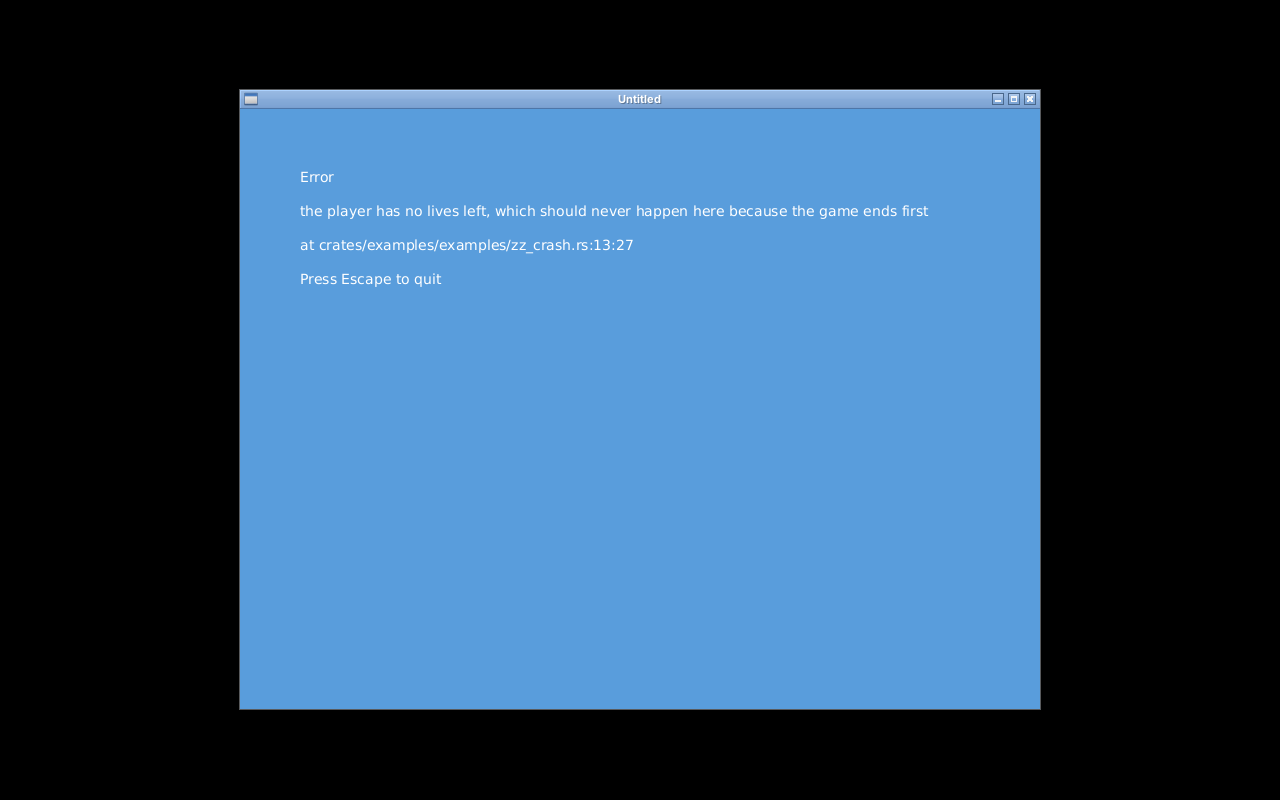 Untitled
Error
the player has no lives left, which should never happen here because the game ends first
at crates/examples/examples/zz_crash.rs:13:27
Press Escape to quit